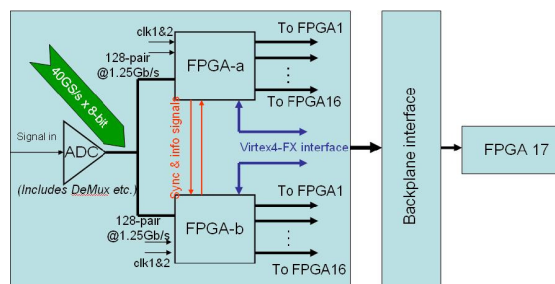 clk1&2
To FPGA1
128-pair
@1.25Gb/s
FPGA-a
To FPGA16
40GS/s x 8-bit
Signal in
ADC
(Includes DeMux etc.)
Sync & info signals
Virtex4-FX interface
Backplane interface
FPGA 17
128-pair
@1.25Gb/s
FPGA-b
To FPGA1
clk1&2
To FPGA16